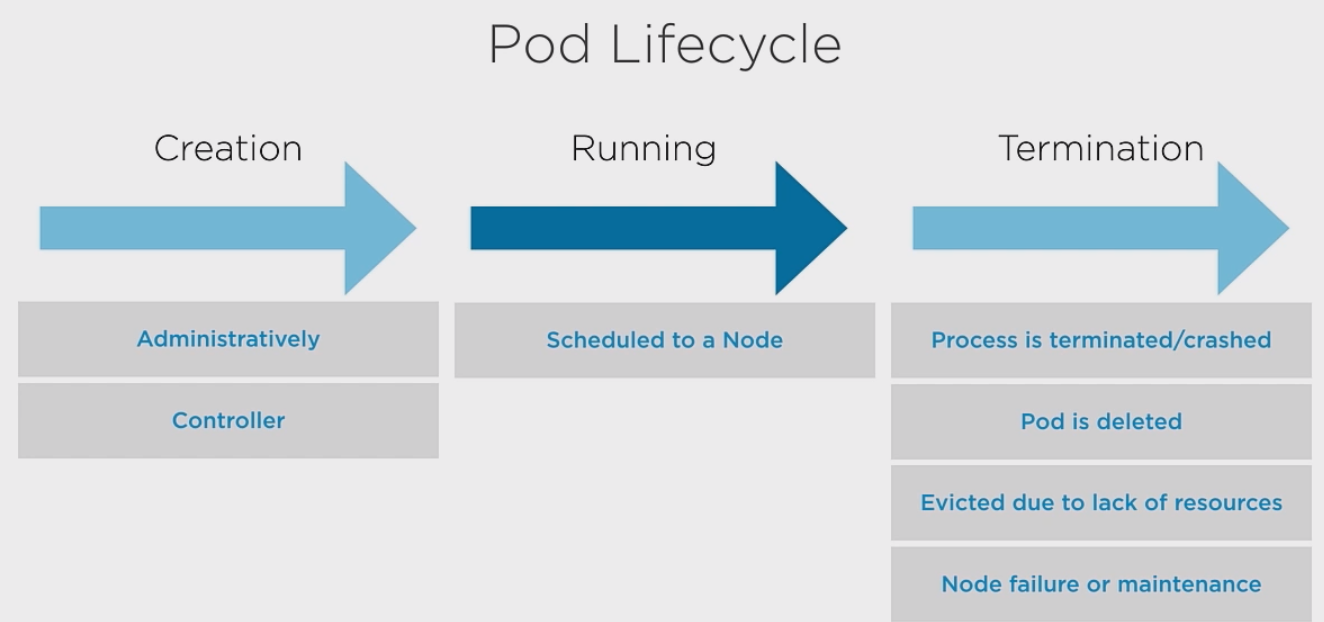 Pod Lifecycle
Creation
Running
Termination
Administratively
Scheduled to a Node
Process is terminated/crashed
Controller
Pod is deleted
Evicted due to lack of resources
Node failure or maintenance